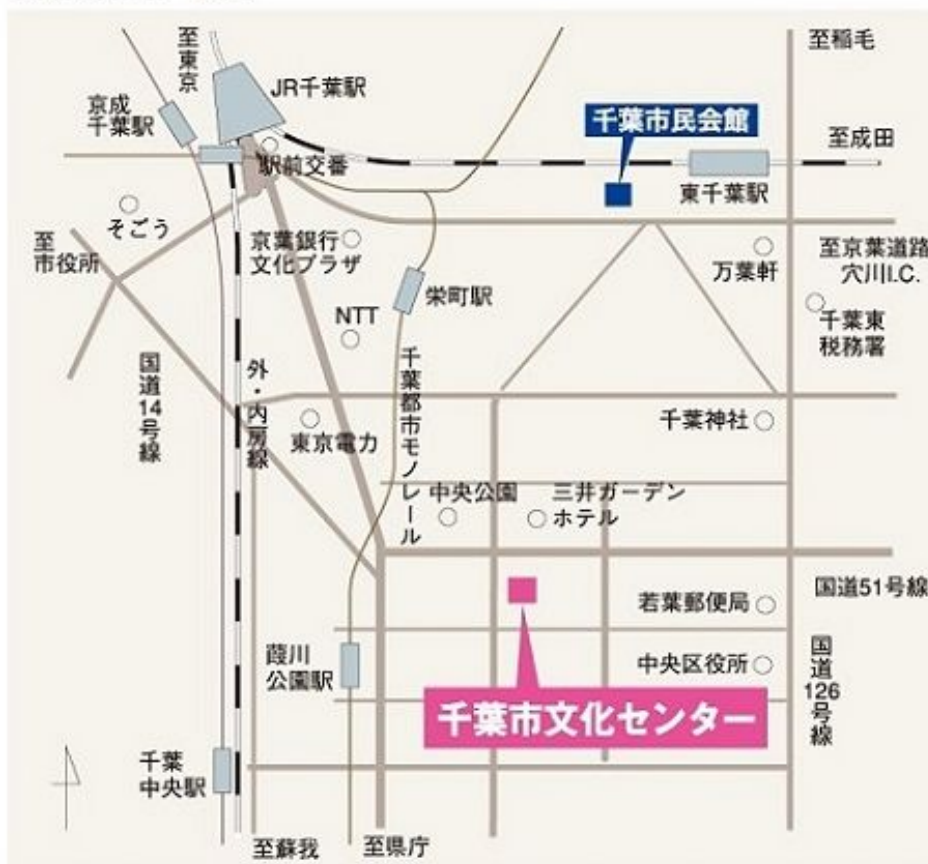 至東京
JR千葉駅
京成
千葉駅
駅前交番
千葉市民会館
至稲毛
至成田
東千葉駅
そごう
至
市役所
京葉銀行
文化プラザ
栄町駅
万葉軒
至京葉道路
穴川I.C.
NTT
千葉東
税務署
国道14号線
外・内房線
千葉都市モノレール
東京電力
千葉神社
中央公園
三井ガーデン
ホテル
国道51号線
若葉郵便局
葭川
公園駅
中央区役所
国道126号線
千葉市文化センター
千葉
中央駅
至蘇我
至県庁